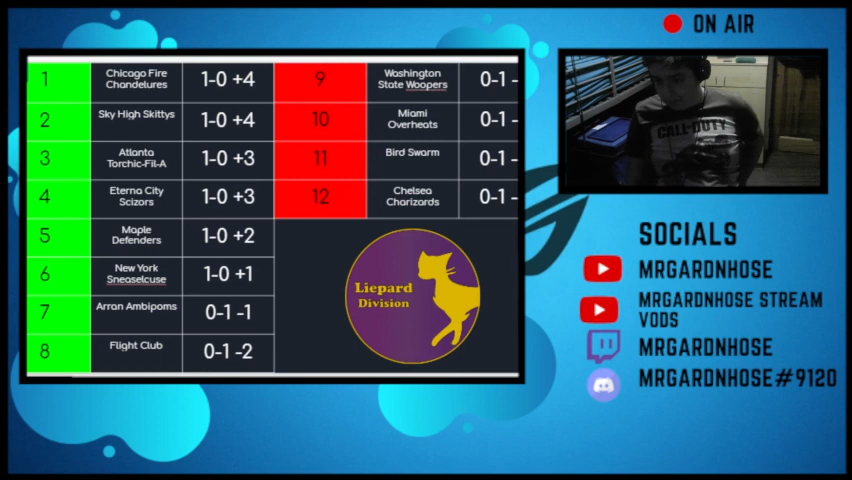 ON AIR
1 Chicago Fire Chandelures 1-0 +4
2 Sky High Skittys 1-0 +4
3 Atlanta Torchic-Fil-A 1-0 +3
4 Eterna City Scizors 1-0 +3
5 Maple Defenders 1-0 +2
6 New York Sneaselcuse 1-0 +1
7 Arran Ambipoms 0-1 -1
8 Flight Club 0-1 -2
9 Washington State Woopers 0-1 -
10 Miami Overheats 0-1 -
11 Bird Swarm 0-1 -
12 Chelsea Charizards 0-1 -
Liepard
Division
CALL OF DUTY
SOCIALS
MRGARDNHOSE
MRGARDNHOSE STREAM
VODS
MRGARDNHOSE
MRGARDNHOSE#9120